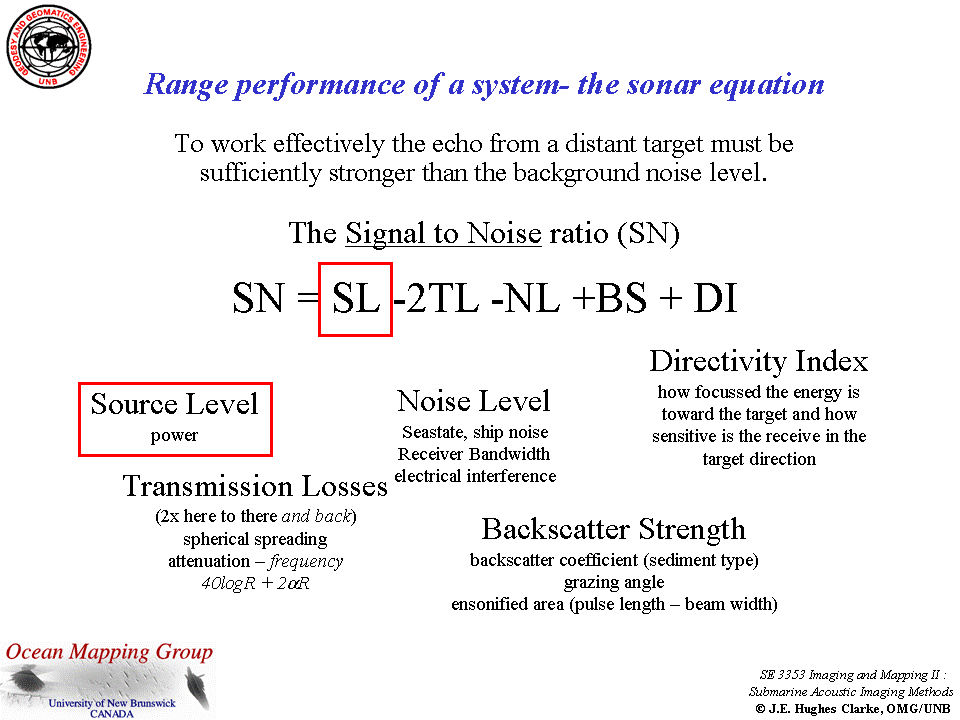 GEODESY AND GEOMATICS ENGINEERING
UNB
Range performance of a system- the sonar equation
To work effectively the echo from a distant target must be
sufficiently stronger than the background noise level.
The Signal to Noise ratio (SN)
SN = SL -2TL -NL +BS + DI
Source Level
power
Transmission Losses
(2x here to there and back)
spherical spreading
attenuation – frequency
40logR + 2αR
Noise Level
Seastate, ship noise
Receiver Bandwidth
electrical interference
Directivity Index
how focussed the energy is
toward the target and how
sensitive is the receive in the
target direction
Backscatter Strength
backscatter coefficient (sediment type)
grazing angle
ensonified area (pulse length – beam width)
Ocean Mapping Group
University of New Brunswick
CANADA
SE 3353 Imaging and Mapping II :
Submarine Acoustic Imaging Methods
© J.E. Hughes Clarke, OMG/UNB